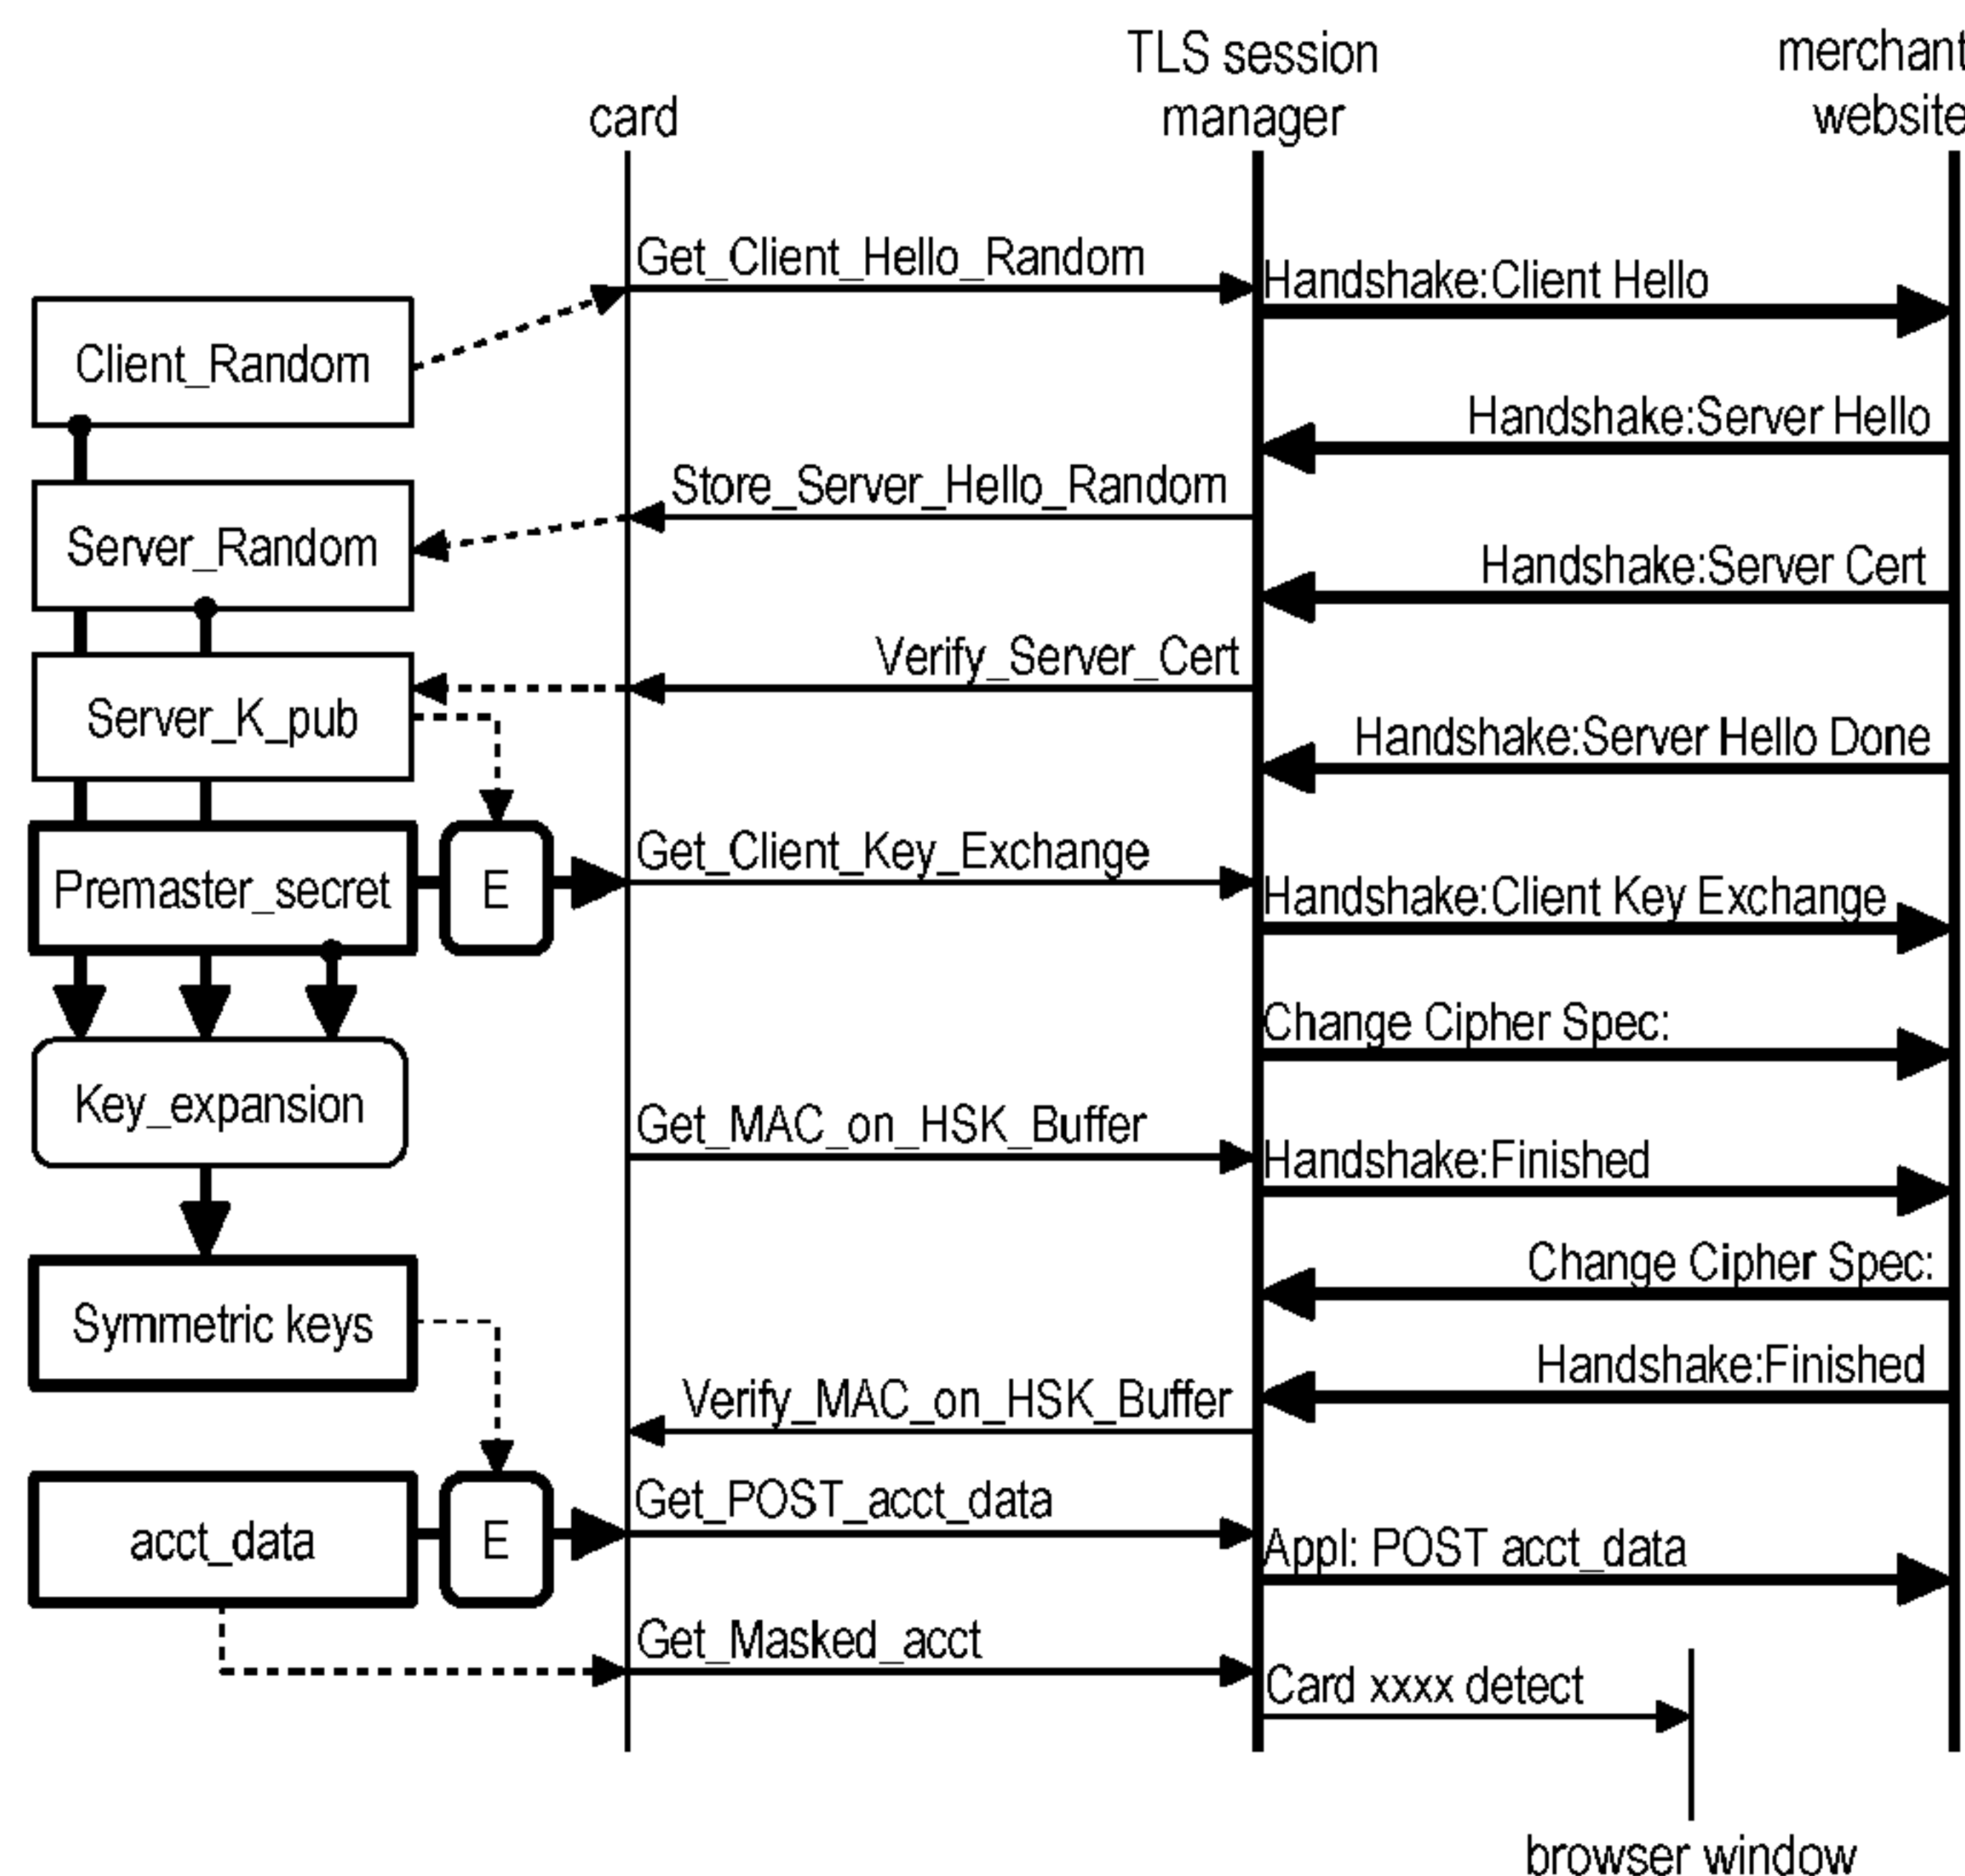 TLS session
manager
merchant
website
card
Get_Client_Hello_Random
Handshake:Client Hello
Client_Random
Handshake:Server Hello
Store_Server_Hello_Random
Server_Random
Handshake:Server Cert
Verify_Server_Cert
Server_K_pub
Handshake:Server Hello Done
Get_Client_Key_Exchange
Premaster_secret
E
Handshake:Client Key Exchange
Change Cipher Spec:
Key_expansion
Get_MAC_on_HSK_Buffer
Handshake:Finished
Change Cipher Spec:
Symmetric keys
Handshake:Finished
Verify_MAC_on_HSK_Buffer
Get_POST_acct_data
acct_data
E
Appl: POST acct_data
Get_Masked_acct
Card xxxx detect
browser window